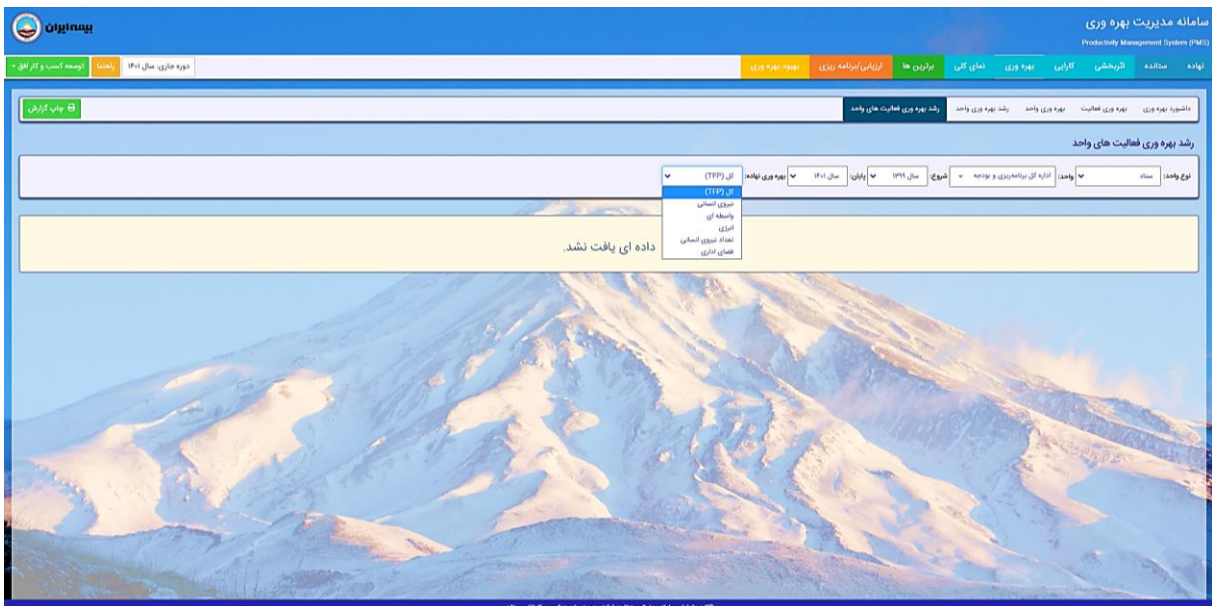 سامانه مدیریت بهره وری
Productivity Management System (PMS)
بیمه ایران
نهاده ستانده اثربخشی کارایی بهره وری نمای کلی برترین ها ارزیابی/برنامه ریزی بهبود بهره وری دوره جاری: سال ۱۴۰۱ راهنما توسعه کسب و کار افق
داشبورد بهره وری بهره وری فعالیت بهره وری واحد رشد بهره وری واحد رشد بهره وری فعالیت های واحد چاپ گزارش
رشد بهره وری فعالیت های واحد
نوع واحد: ستاد واحد: اداره کل برنامه‌ریزی و بودجه شروع: سال ۱۳۹۹ پایان: سال ۱۴۰۱ بهره وری نهاده: کل (TFP)
کل (TFP)
نیروی انسانی
واسطه ای
انرژی
تعداد نیروی انسانی
فضای اداری
داده ای یافت نشد.